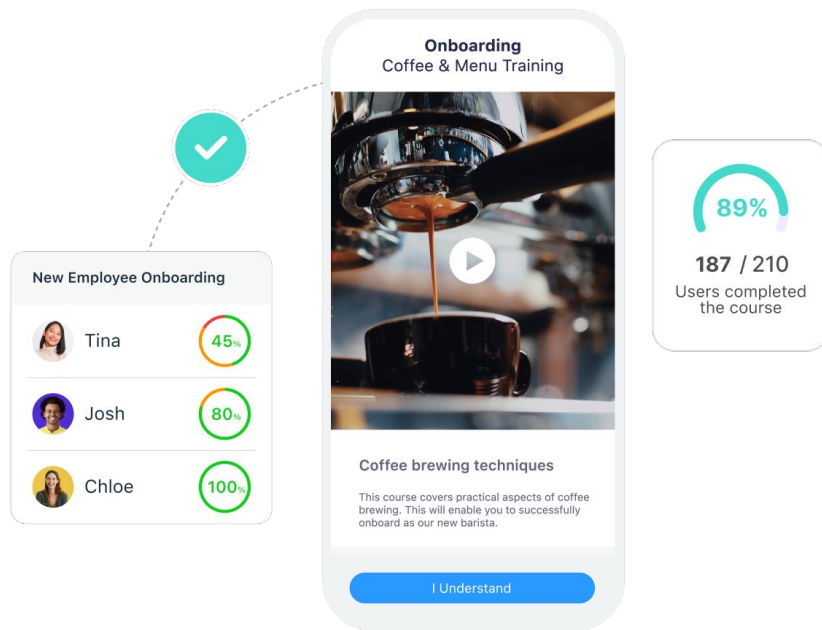 Onboarding
Coffee & Menu Training
New Employee Onboarding
Tina
45%
Josh
80%
Chloe
100%
Coffee brewing techniques
This course covers practical aspects of coffee
brewing. This will enable you to successfully
onboard as our new barista.
I Understand
89%
187 / 210
Users completed
the course